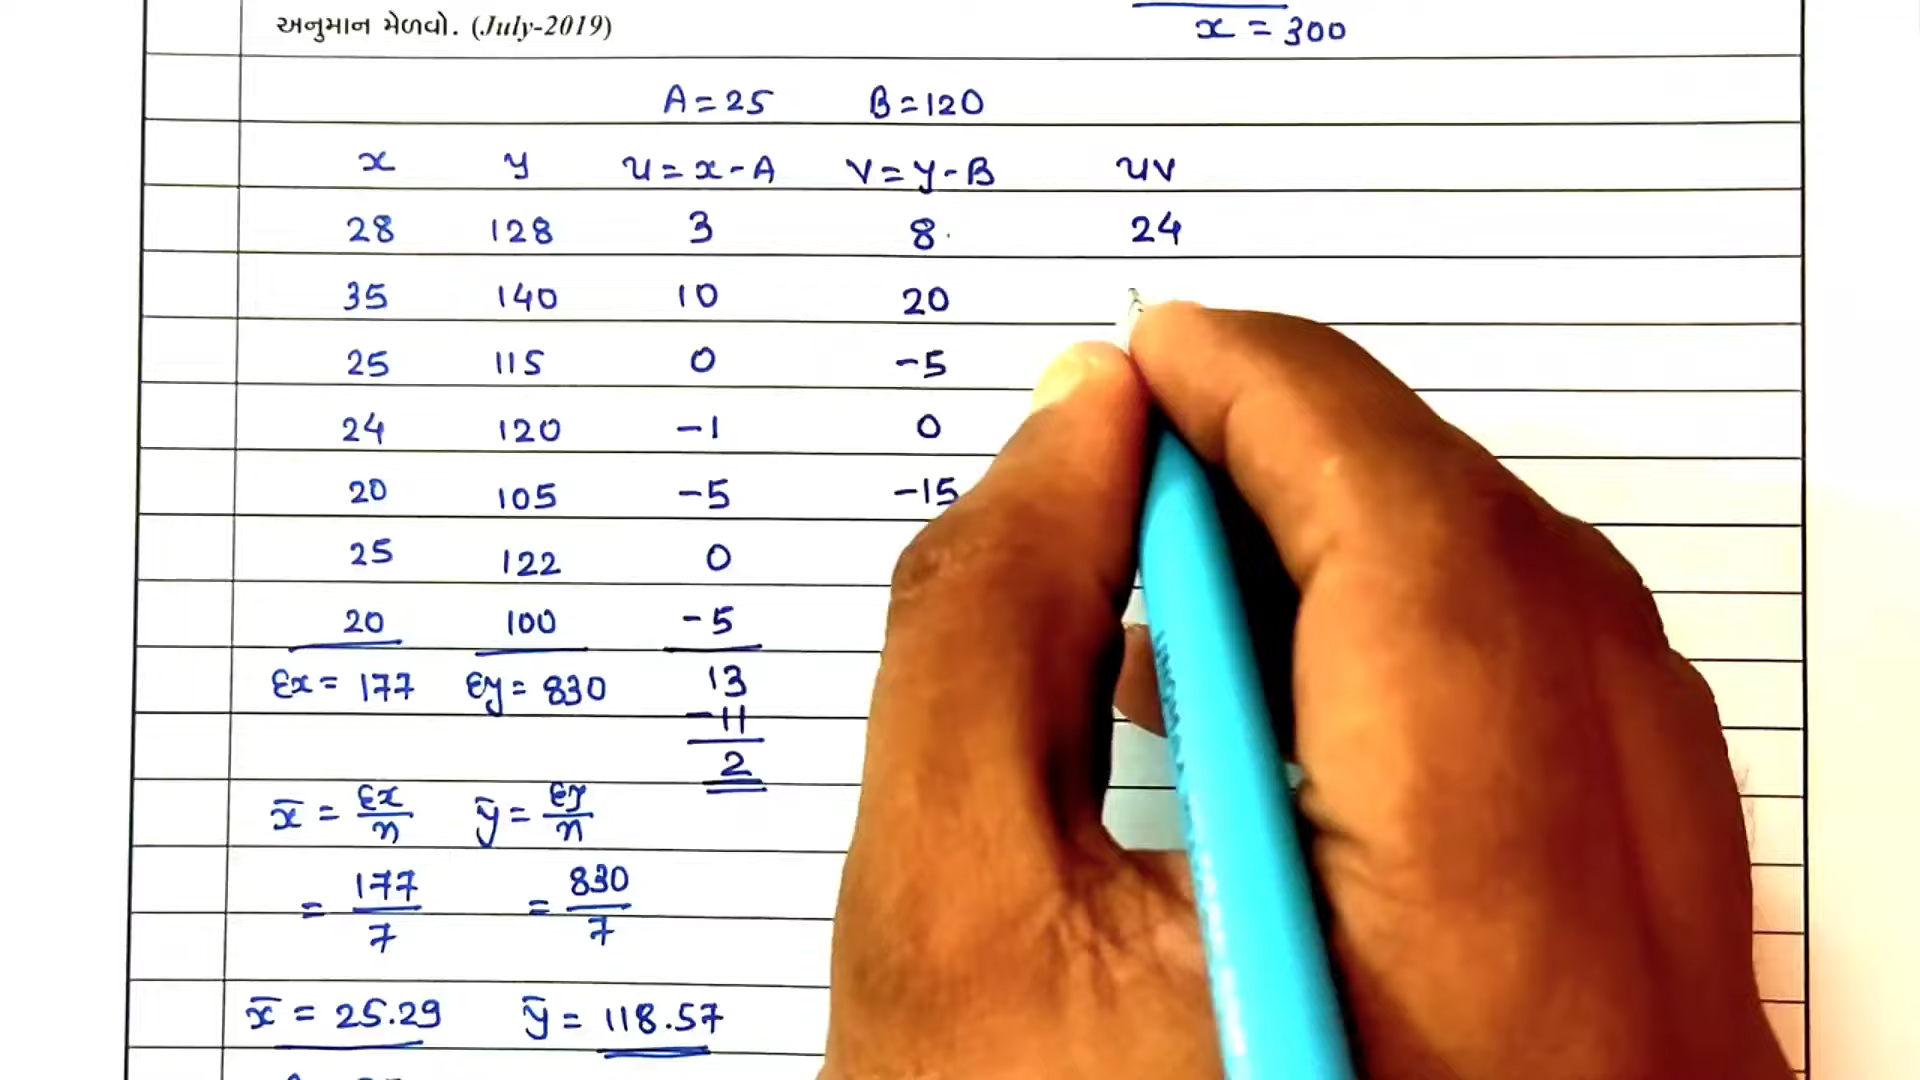 અનુમાન મેળવો. (July-2019)
x = 300
A = 25 B = 120
x y u = x - A v = y - B uv
28 128 3 8 24
35 140 10 20
25 115 0 -5
24 120 -1 0
20 105 -5 -15
25 122 0
20 100 -5
Σx = 177 Σy = 830 13
-11
2
x̄ = Σx/n ȳ = Σy/n
= 177/7 = 830/7
x̄ = 25.29 ȳ = 118.57